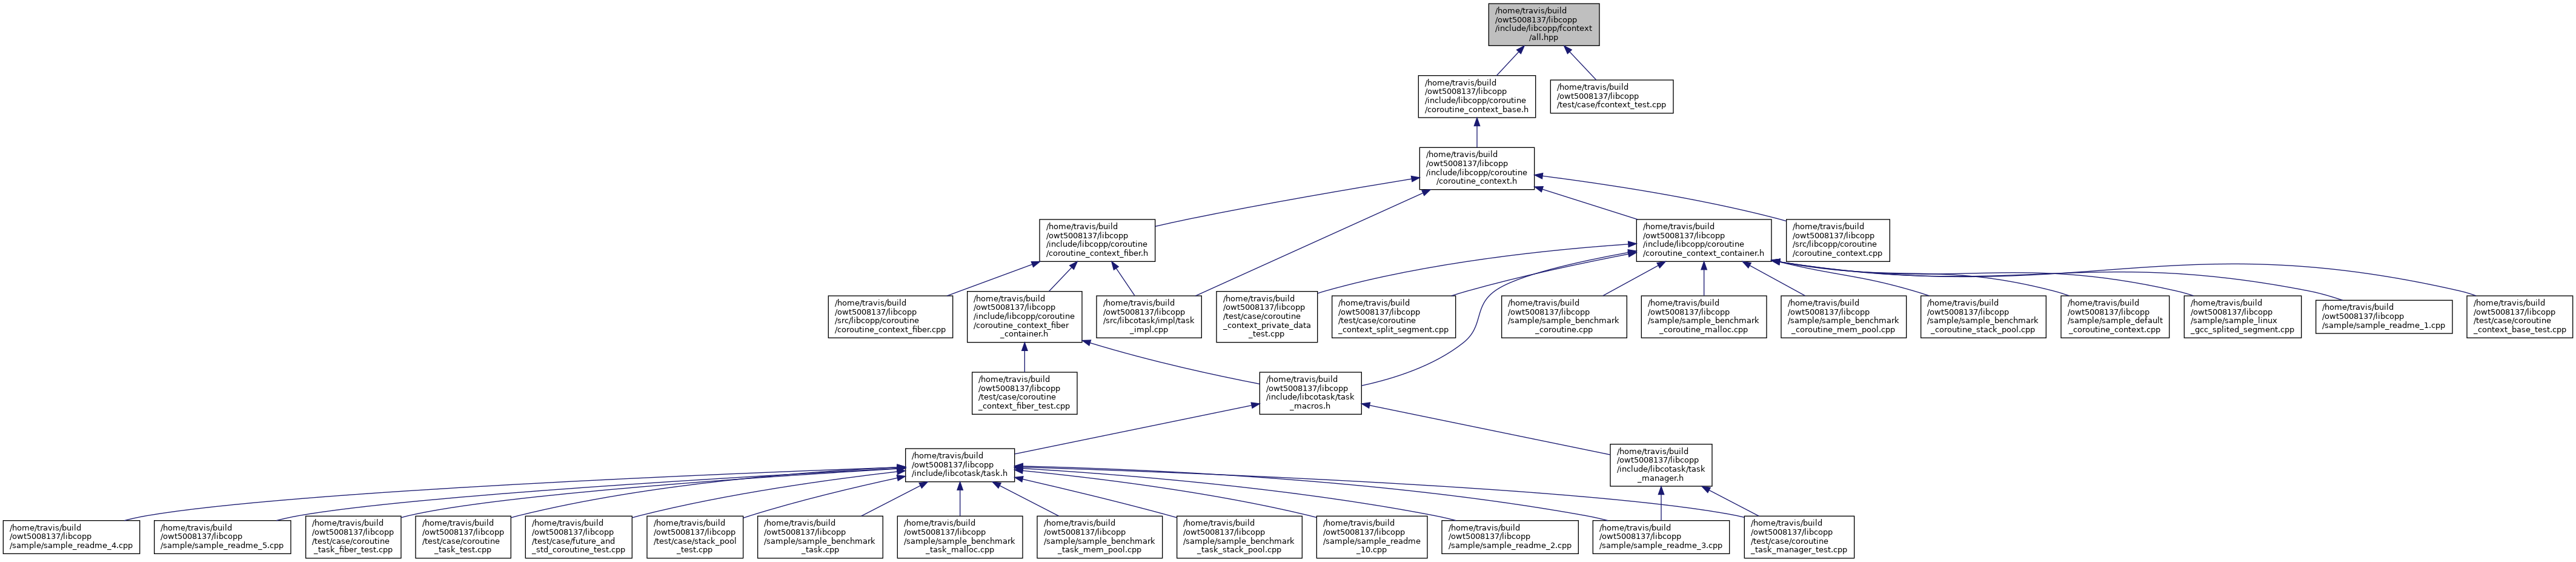 /home/travis/build
/owt5008137/libcopp
/include/libcopp/fcontext
/all.hpp
/home/travis/build
/owt5008137/libcopp
/include/libcopp/coroutine
/coroutine_context_base.h
/home/travis/build
/owt5008137/libcopp
/test/case/fcontext_test.cpp
/home/travis/build
/owt5008137/libcopp
/include/libcopp/coroutine
/coroutine_context.h
/home/travis/build
/owt5008137/libcopp
/include/libcopp/coroutine
/coroutine_context_fiber.h
/home/travis/build
/owt5008137/libcopp
/include/libcopp/coroutine
/coroutine_context_container.h
/home/travis/build
/owt5008137/libcopp
/src/libcopp/coroutine
/coroutine_context.cpp
/home/travis/build
/owt5008137/libcopp
/src/libcopp/coroutine
/coroutine_context_fiber.cpp
/home/travis/build
/owt5008137/libcopp
/include/libcopp/coroutine
/coroutine_context_fiber
_container.h
/home/travis/build
/owt5008137/libcopp
/src/libcotask/impl/task
_impl.cpp
/home/travis/build
/owt5008137/libcopp
/test/case/coroutine
_context_private_data
_test.cpp
/home/travis/build
/owt5008137/libcopp
/test/case/coroutine
_context_split_segment.cpp
/home/travis/build
/owt5008137/libcopp
/sample/sample_benchmark
_coroutine.cpp
/home/travis/build
/owt5008137/libcopp
/sample/sample_benchmark
_coroutine_malloc.cpp
/home/travis/build
/owt5008137/libcopp
/sample/sample_benchmark
_coroutine_mem_pool.cpp
/home/travis/build
/owt5008137/libcopp
/sample/sample_benchmark
_coroutine_stack_pool.cpp
/home/travis/build
/owt5008137/libcopp
/sample/sample_default
_coroutine_context.cpp
/home/travis/build
/owt5008137/libcopp
/sample/sample_linux
_gcc_splited_segment.cpp
/home/travis/build
/owt5008137/libcopp
/sample/sample_readme_1.cpp
/home/travis/build
/owt5008137/libcopp
/test/case/coroutine
_context_base_test.cpp
/home/travis/build
/owt5008137/libcopp
/test/case/coroutine
_context_fiber_test.cpp
/home/travis/build
/owt5008137/libcopp
/include/libcotask/task
_macros.h
/home/travis/build
/owt5008137/libcopp
/include/libcotask/task.h
/home/travis/build
/owt5008137/libcopp
/include/libcotask/task
_manager.h
/home/travis/build
/owt5008137/libcopp
/sample/sample_readme_4.cpp
/home/travis/build
/owt5008137/libcopp
/sample/sample_readme_5.cpp
/home/travis/build
/owt5008137/libcopp
/test/case/coroutine
_task_fiber_test.cpp
/home/travis/build
/owt5008137/libcopp
/test/case/coroutine
_task_test.cpp
/home/travis/build
/owt5008137/libcopp
/test/case/future_and
_std_coroutine_test.cpp
/home/travis/build
/owt5008137/libcopp
/test/case/stack_pool
_test.cpp
/home/travis/build
/owt5008137/libcopp
/sample/sample_benchmark
_task.cpp
/home/travis/build
/owt5008137/libcopp
/sample/sample_benchmark
_task_malloc.cpp
/home/travis/build
/owt5008137/libcopp
/sample/sample_benchmark
_task_mem_pool.cpp
/home/travis/build
/owt5008137/libcopp
/sample/sample_benchmark
_task_stack_pool.cpp
/home/travis/build
/owt5008137/libcopp
/sample/sample_readme
_10.cpp
/home/travis/build
/owt5008137/libcopp
/sample/sample_readme_2.cpp
/home/travis/build
/owt5008137/libcopp
/sample/sample_readme_3.cpp
/home/travis/build
/owt5008137/libcopp
/test/case/coroutine
_task_manager_test.cpp